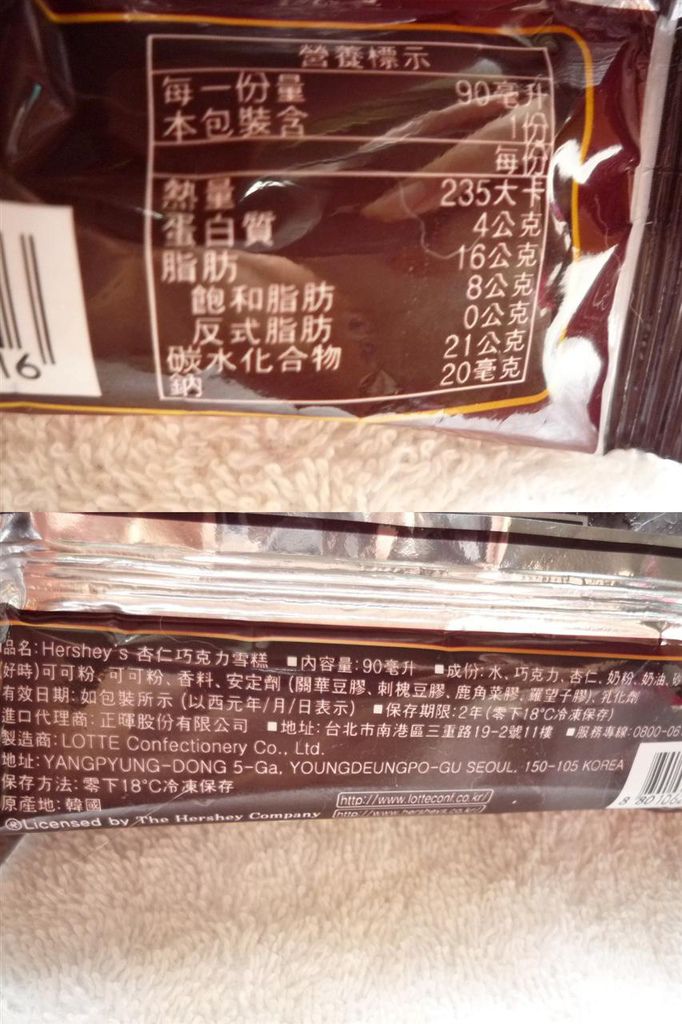 營養標示
每一份量 90毫升
本包裝含 1份
每份
熱量 235大卡
蛋白質 4公克
脂肪 16公克
飽和脂肪 8公克
反式脂肪 0公克
碳水化合物 21公克
鈉 20毫克
16
品名: Hershey's 杏仁巧克力雪糕 ■內容量: 90毫升 ■成份: 水、巧克力、杏仁、奶粉、奶油、
(好時)可可粉、可可粉、香料、安定劑 (關華豆膠、刺槐豆膠、鹿角菜膠、羅望子膠)、乳化劑
有效日期: 如包裝所示 (以西元年/月/日表示) ■保存期限: 2年(零下18°C冷凍保存)
進口代理商: 正暉股份有限公司 ■地址: 台北市南港區三重路19-2號11樓 ■服務專線: 0800-06
製造商: LOTTE Confectionery Co., Ltd.
地址: YANGPYUNG-DONG 5-Ga, YOUNGDEUNGPO-GU SEOUL, 150-105 KOREA
保存方法: 零下18°C冷凍保存
原產地: 韓國
http://www.lotteconf.co.kr/
®Licensed by The Hershey Company
http://www.hersheys.co.kr/